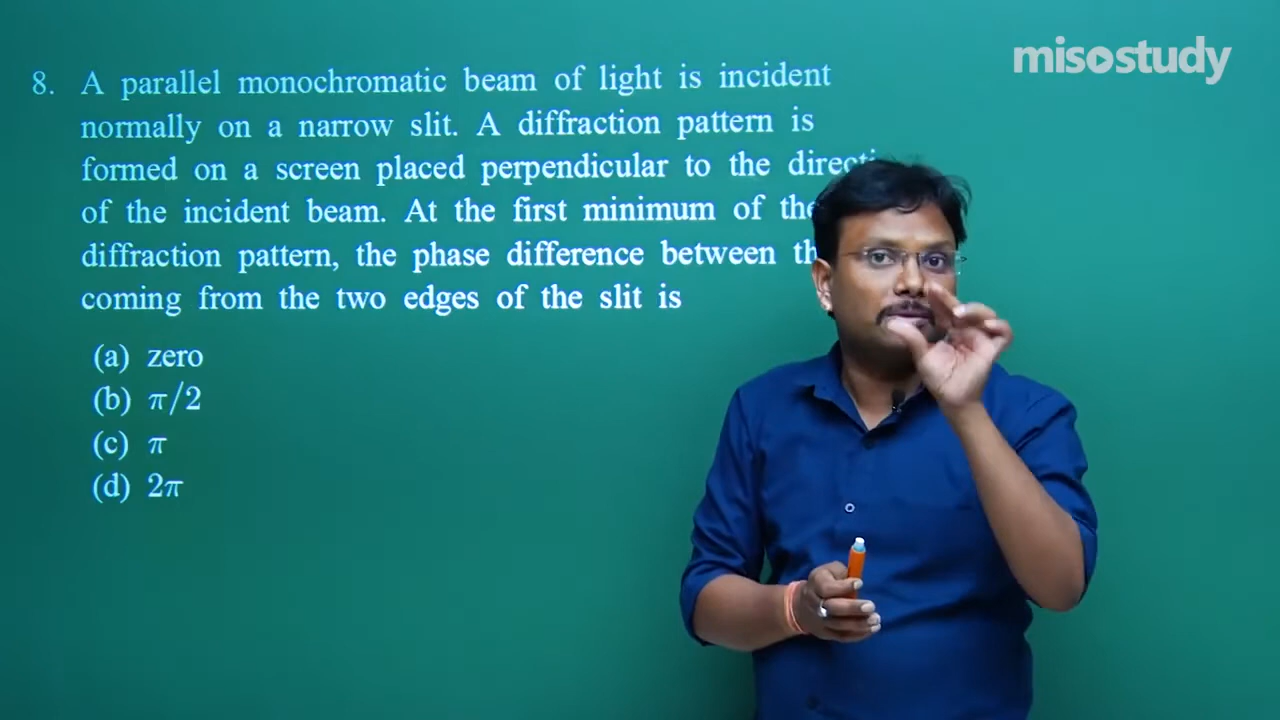 misostudy
8. A parallel monochromatic beam of light is incident
normally on a narrow slit. A diffraction pattern is
formed on a screen placed perpendicular to the
of the incident beam. At the first minimum of the
diffraction pattern, the phase difference between
coming from the two edges of the slit is
(a) zero
(b) π/2
(c) π
(d) 2π